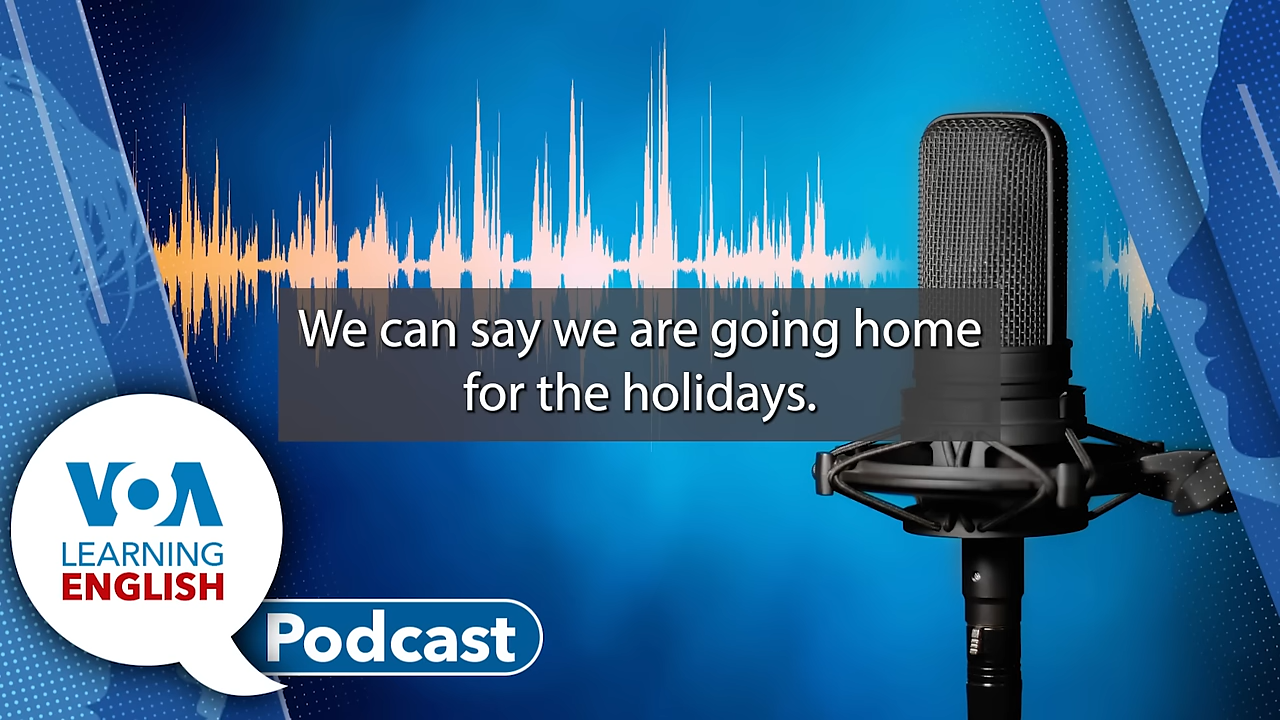 We can say we are going home
for the holidays.
VOA
LEARNING
ENGLISH
Podcast